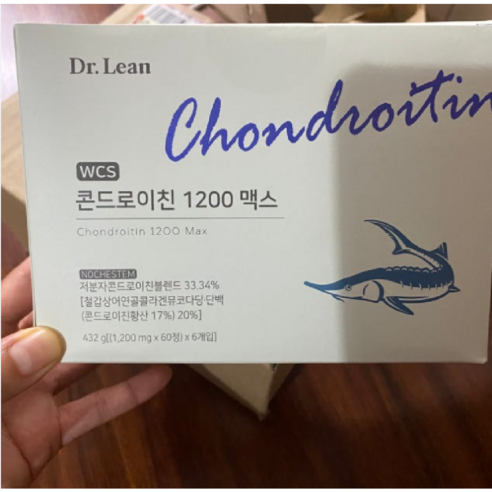 Dr. Lean
Chondroitin
WCS
콘드로이친 1200 맥스
Chondroitin 1200 Max
NOCHESTEM
저분자콘드로이친블렌드 33.34%
[철갑상어연골콜라겐뮤코다당·단백
(콘드로이친황산 17%) 20%]
432 g[(1,200 mg x 60정) x 6개입]